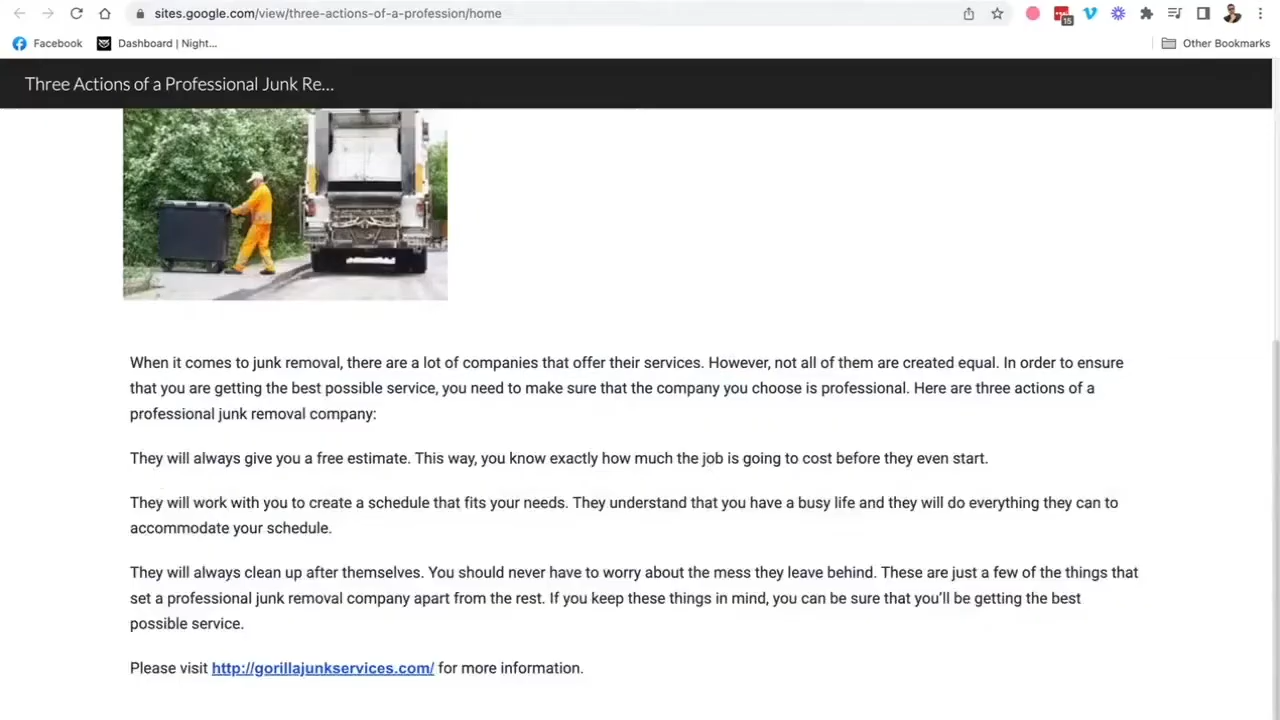 sites.google.com/view/three-actions-of-a-profession/home
15
Facebook
Dashboard | Night...
Other Bookmarks
Three Actions of a Professional Junk Re...
When it comes to junk removal, there are a lot of companies that offer their services. However, not all of them are created equal. In order to ensure
that you are getting the best possible service, you need to make sure that the company you choose is professional. Here are three actions of a
professional junk removal company:
They will always give you a free estimate. This way, you know exactly how much the job is going to cost before they even start.
They will work with you to create a schedule that fits your needs. They understand that you have a busy life and they will do everything they can to
accommodate your schedule.
They will always clean up after themselves. You should never have to worry about the mess they leave behind. These are just a few of the things that
set a professional junk removal company apart from the rest. If you keep these things in mind, you can be sure that you'll be getting the best
possible service.
Please visit http://gorillajunkservices.com/ for more information.